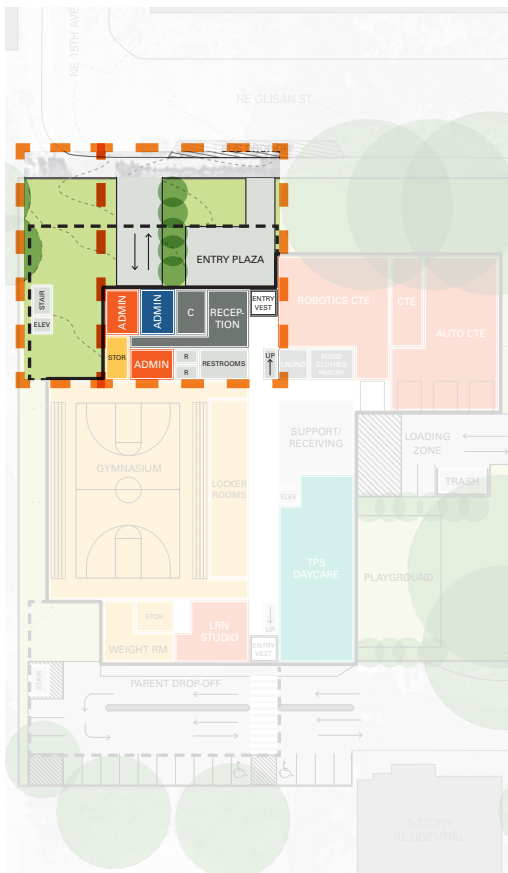 NE 15TH AVE
NE GLISAN ST
ENTRY PLAZA
STAIR
ELEV
ADMIN
ADMIN
C
RECEP-
TION
ENTRY
VEST
STOR
ADMIN
R
R
RESTROOMS
UP
ROBOTICS CTE
CTE
AUTO CTE
LAUND
FOOD/
CLOTHES
PANTRY
GYMNASIUM
LOCKER
ROOMS
SUPPORT/
RECEIVING
LOADING
ZONE
TRASH
ELEV
TPS
DAYCARE
PLAYGROUND
STOR
WEIGHT RM
LRN
STUDIO
UP
ENTRY
VEST
STAIR
PARENT DROP-OFF
5-STORY
RESIDENTIAL